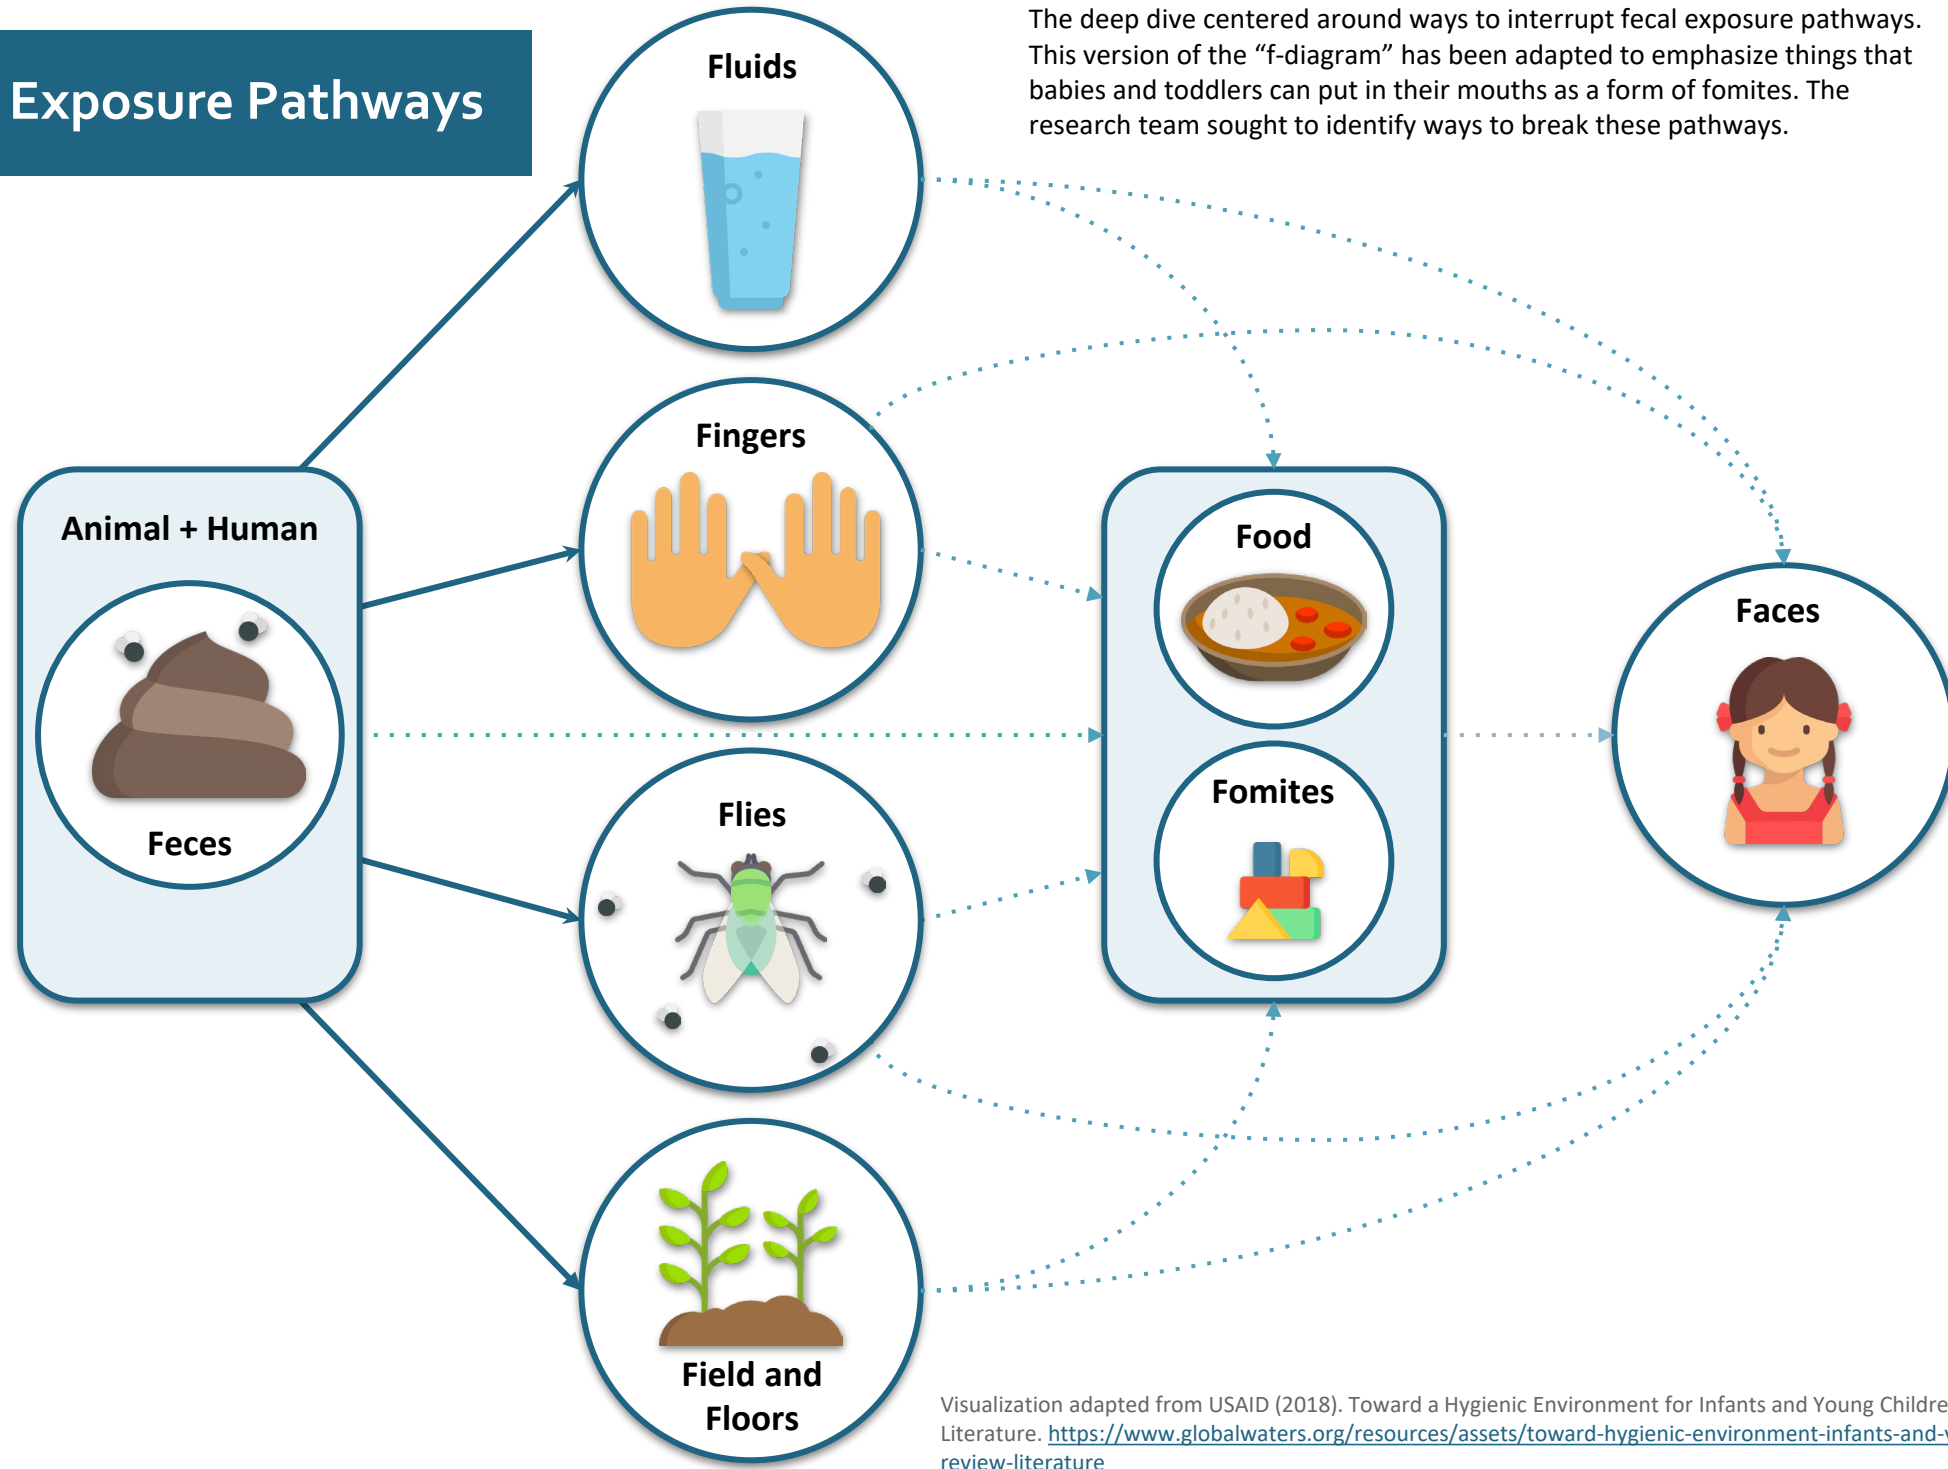 Exposure Pathways
The deep dive centered around ways to interrupt fecal exposure pathways.
This version of the “f-diagram” has been adapted to emphasize things that
babies and toddlers can put in their mouths as a form of fomites. The
research team sought to identify ways to break these pathways.
Fluids
Fingers
Animal + Human
Feces
Food
Faces
Fomites
Flies
Field and
Floors
Visualization adapted from USAID (2018). Toward a Hygienic Environment for Infants and Young Childre
Literature. https://www.globalwaters.org/resources/assets/toward-hygienic-environment-infants-and-
review-literature